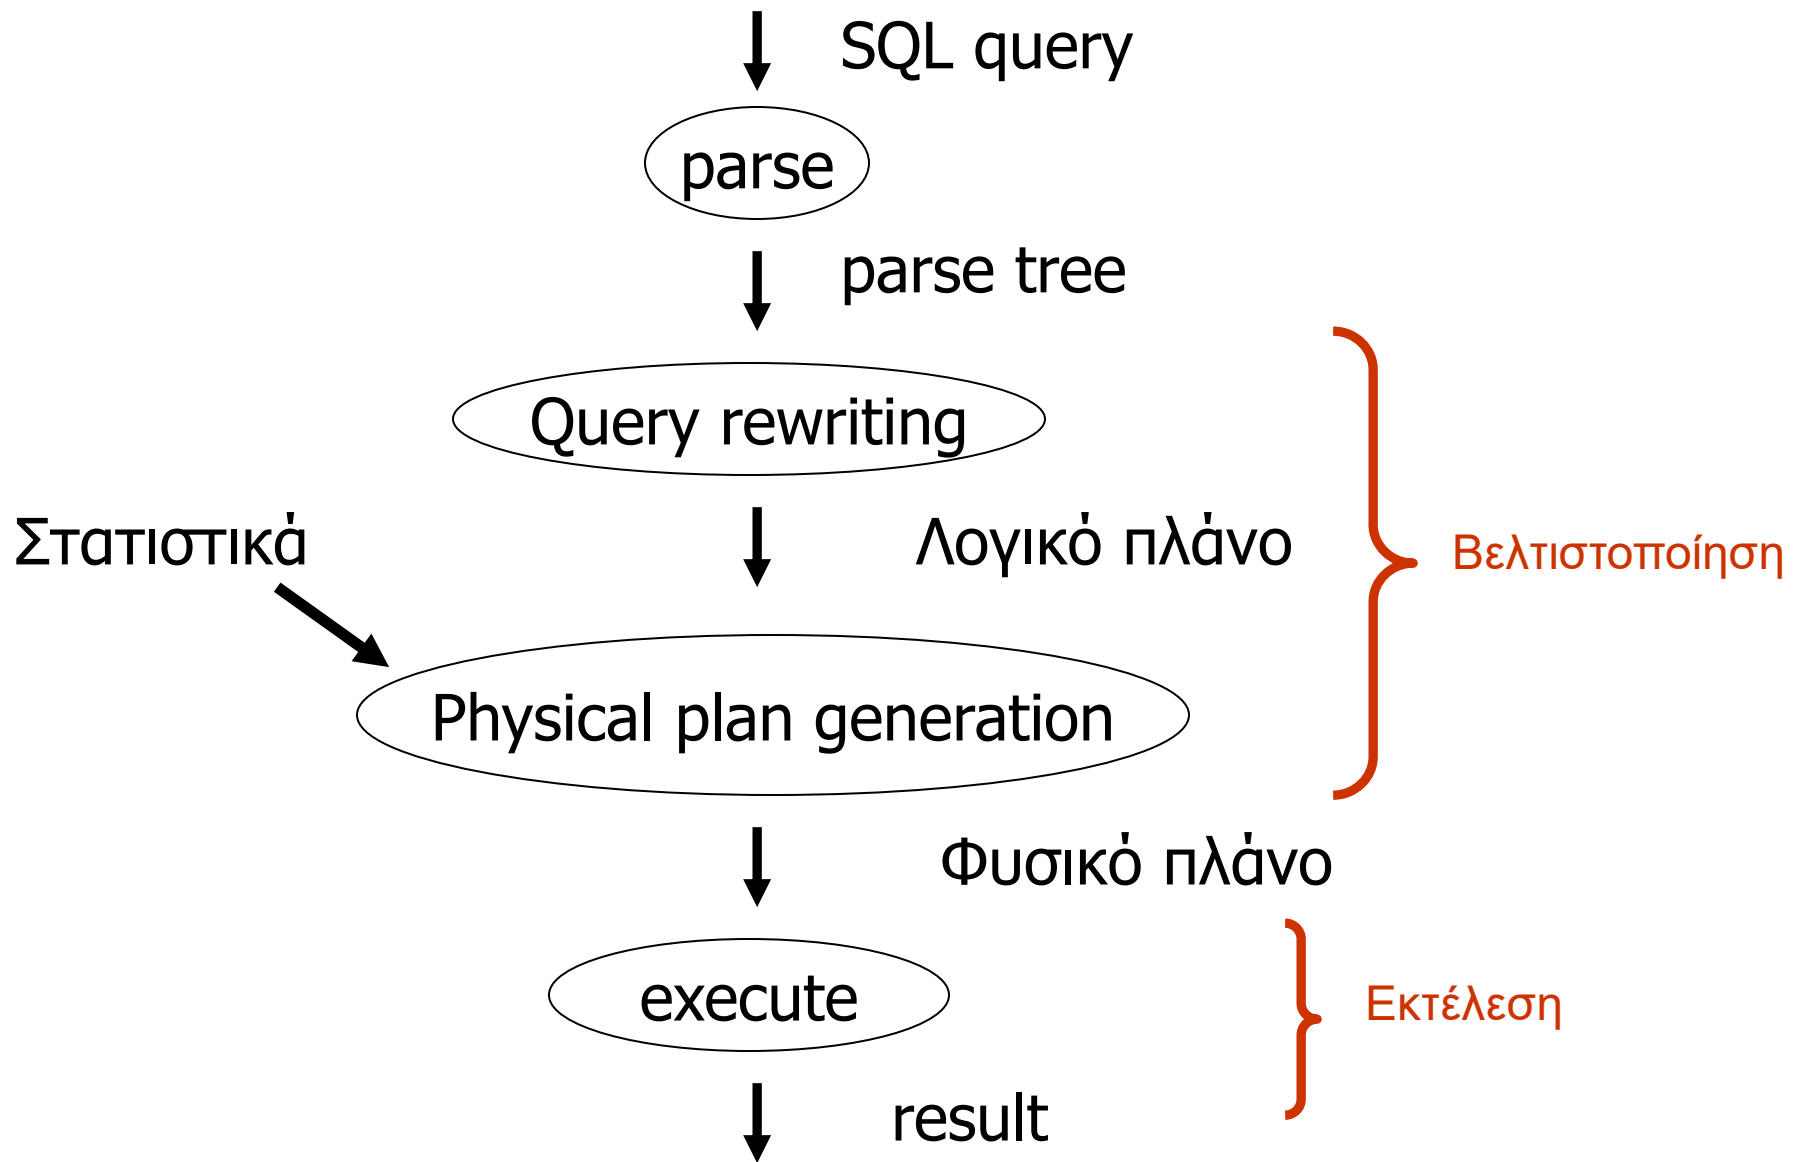 SQL query
parse
parse tree
Query rewriting
Στατιστικά
Λογικό πλάνο
Βελτιστοποίηση
Physical plan generation
Φυσικό πλάνο
execute
Εκτέλεση
result